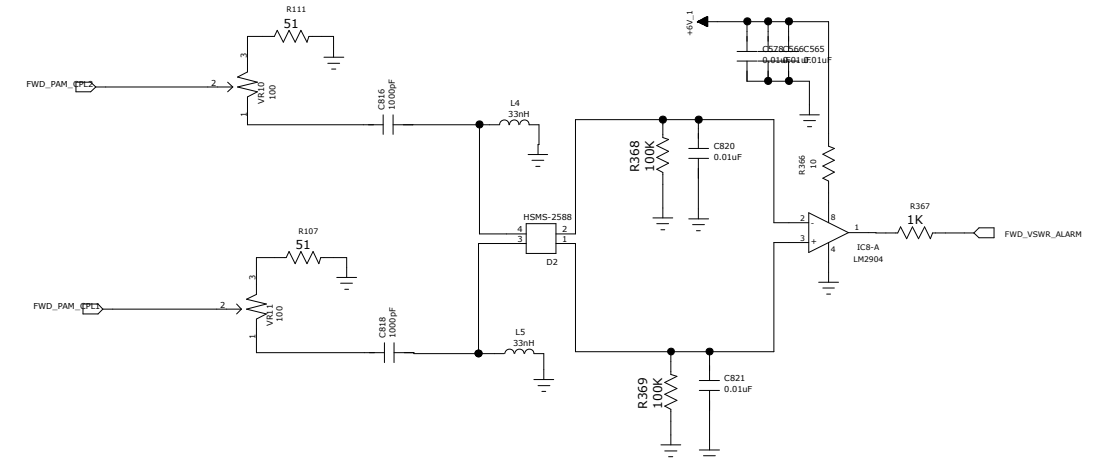 R111
51
+6V_1
C578
C566
C565
0.01uF
0.01uF
0.01uF
3
FWD_PAM_CPL2
2
VR10
100
1
C816
1000pF
L4
33nH
R368
100K
C820
0.01uF
R366
10
HSMS-2588
4
3
2
1
D2
2
-
3
+
8
4
1
IC8-A
LM2904
R367
1K
FWD_VSWR_ALARM
R107
51
3
FWD_PAM_CPL1
2
VR11
100
1
C818
1000pF
L5
33nH
R369
100K
C821
0.01uF